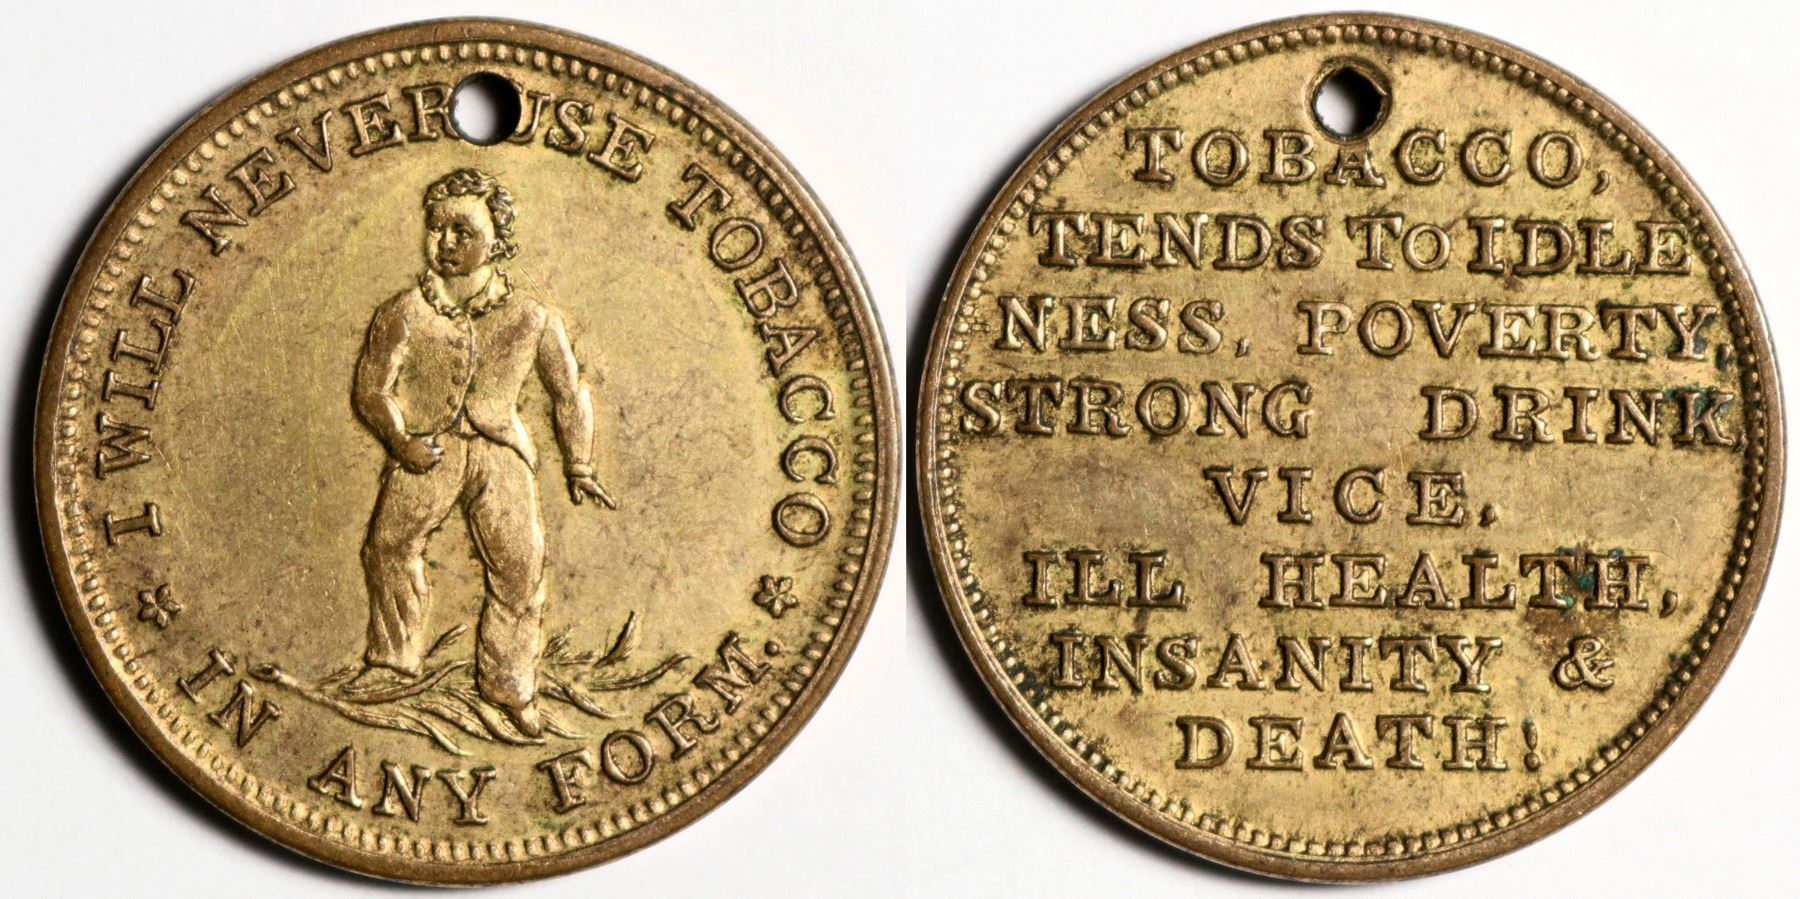 I WILL NEVER USE TOBACCO
IN ANY FORM.
TOBACCO,
TENDS TO IDLE
NESS, POVERTY,
STRONG DRINK
VICE,
ILL HEALTH,
INSANITY &
DEATH!